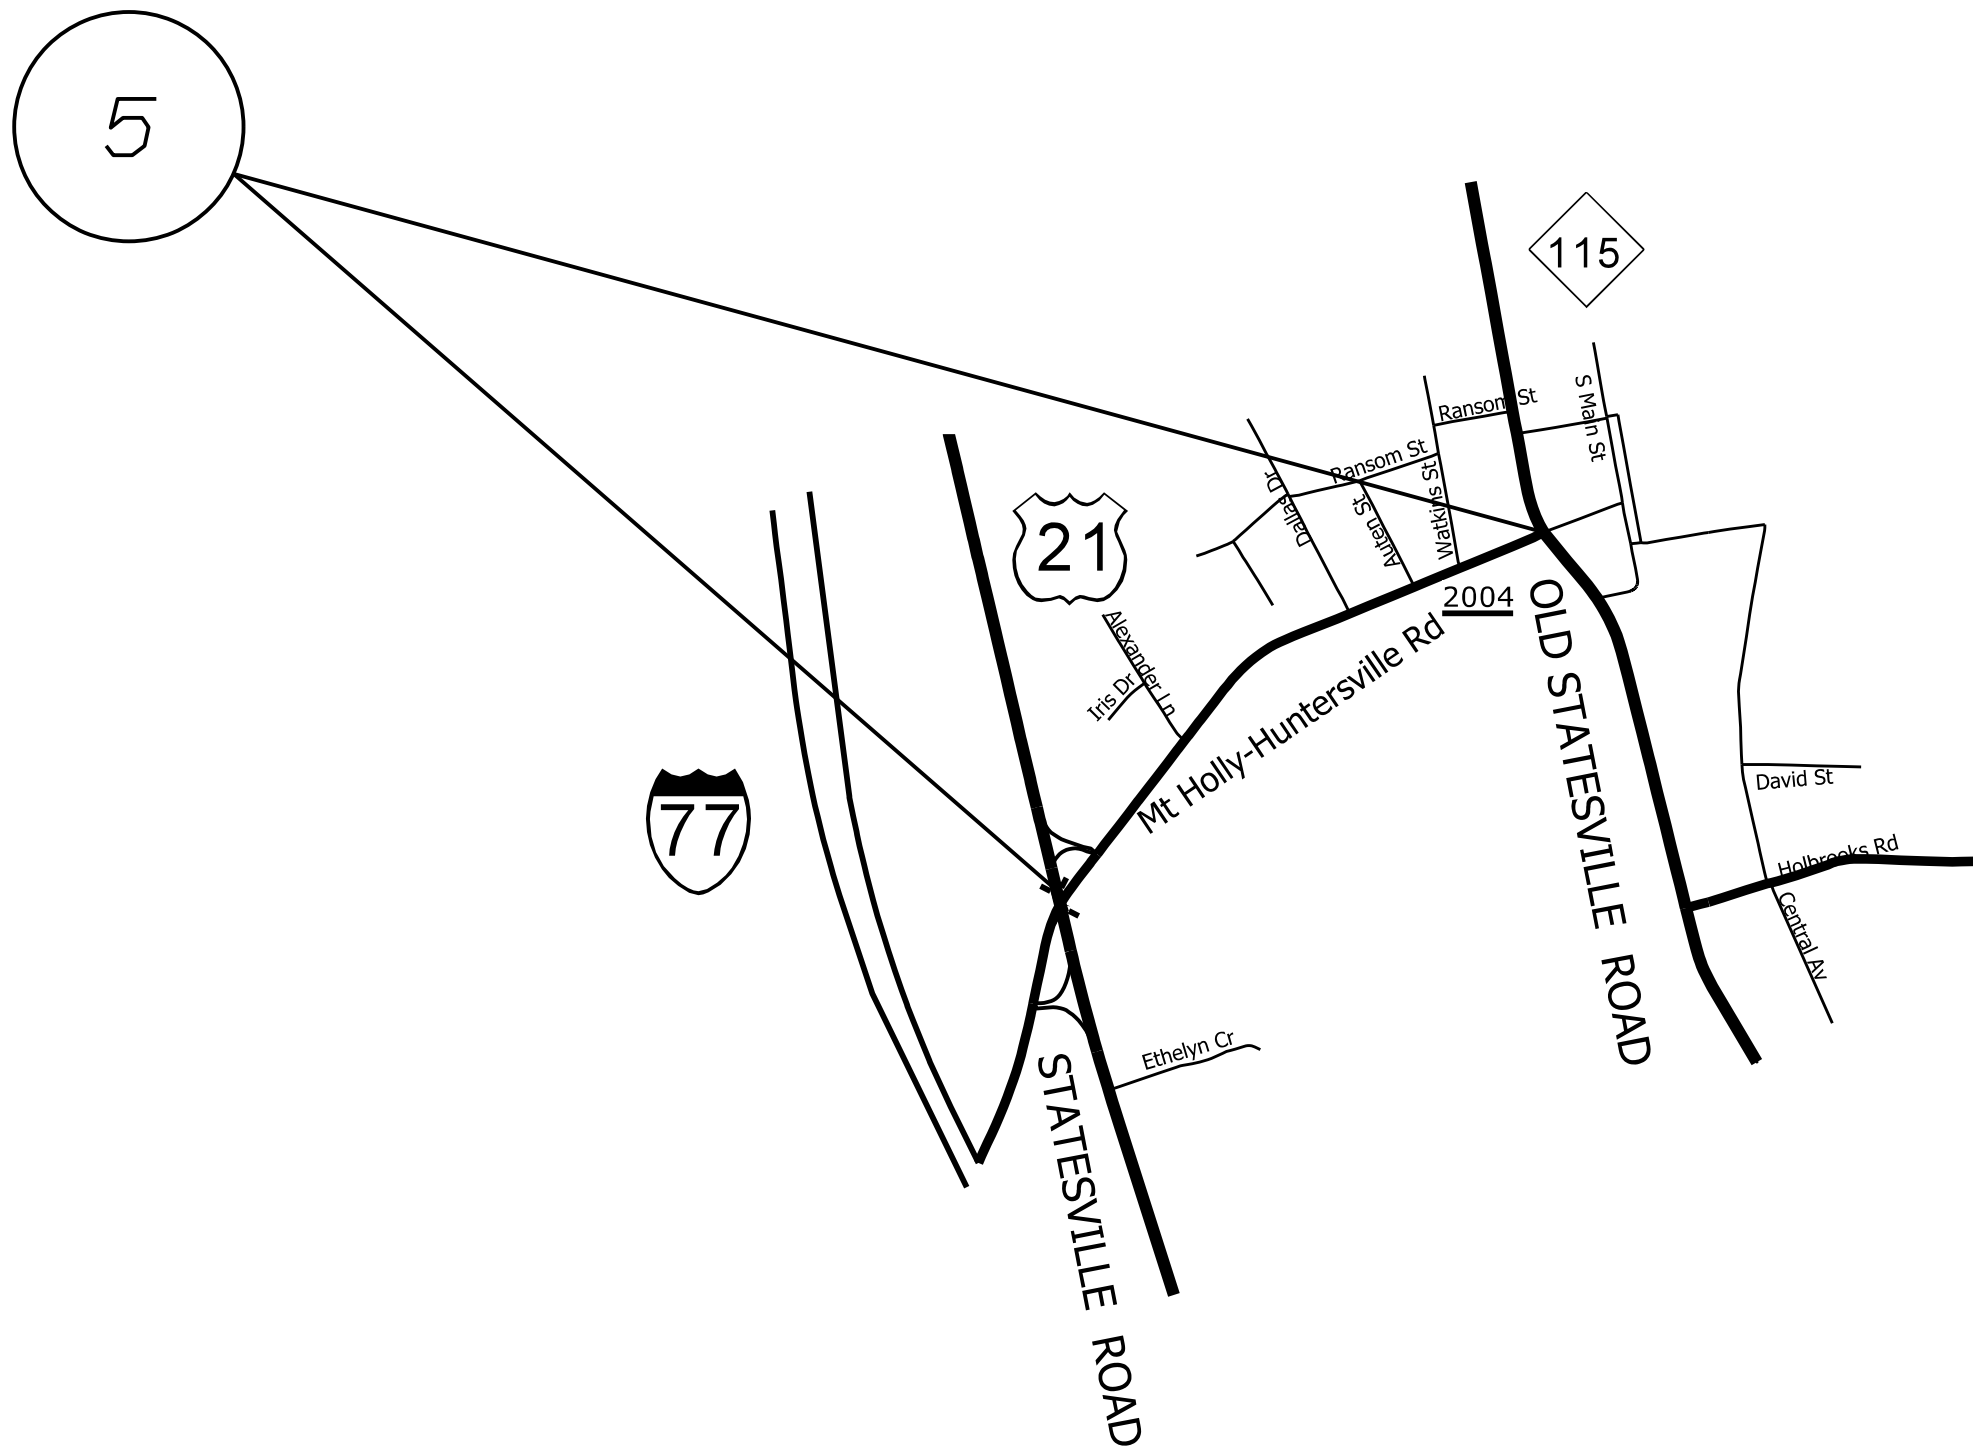 5
115
S Main St
Ransom St
Ransom St
Dallas Dr
Auten St
Watkins St
21
2004
OLD STATESVILLE ROAD
Alexander Ln
Iris Dr
Mt Holly-Huntersville Rd
77
David St
Holbrooks Rd
Central Av
Ethelyn Cr
STATESVILLE ROAD